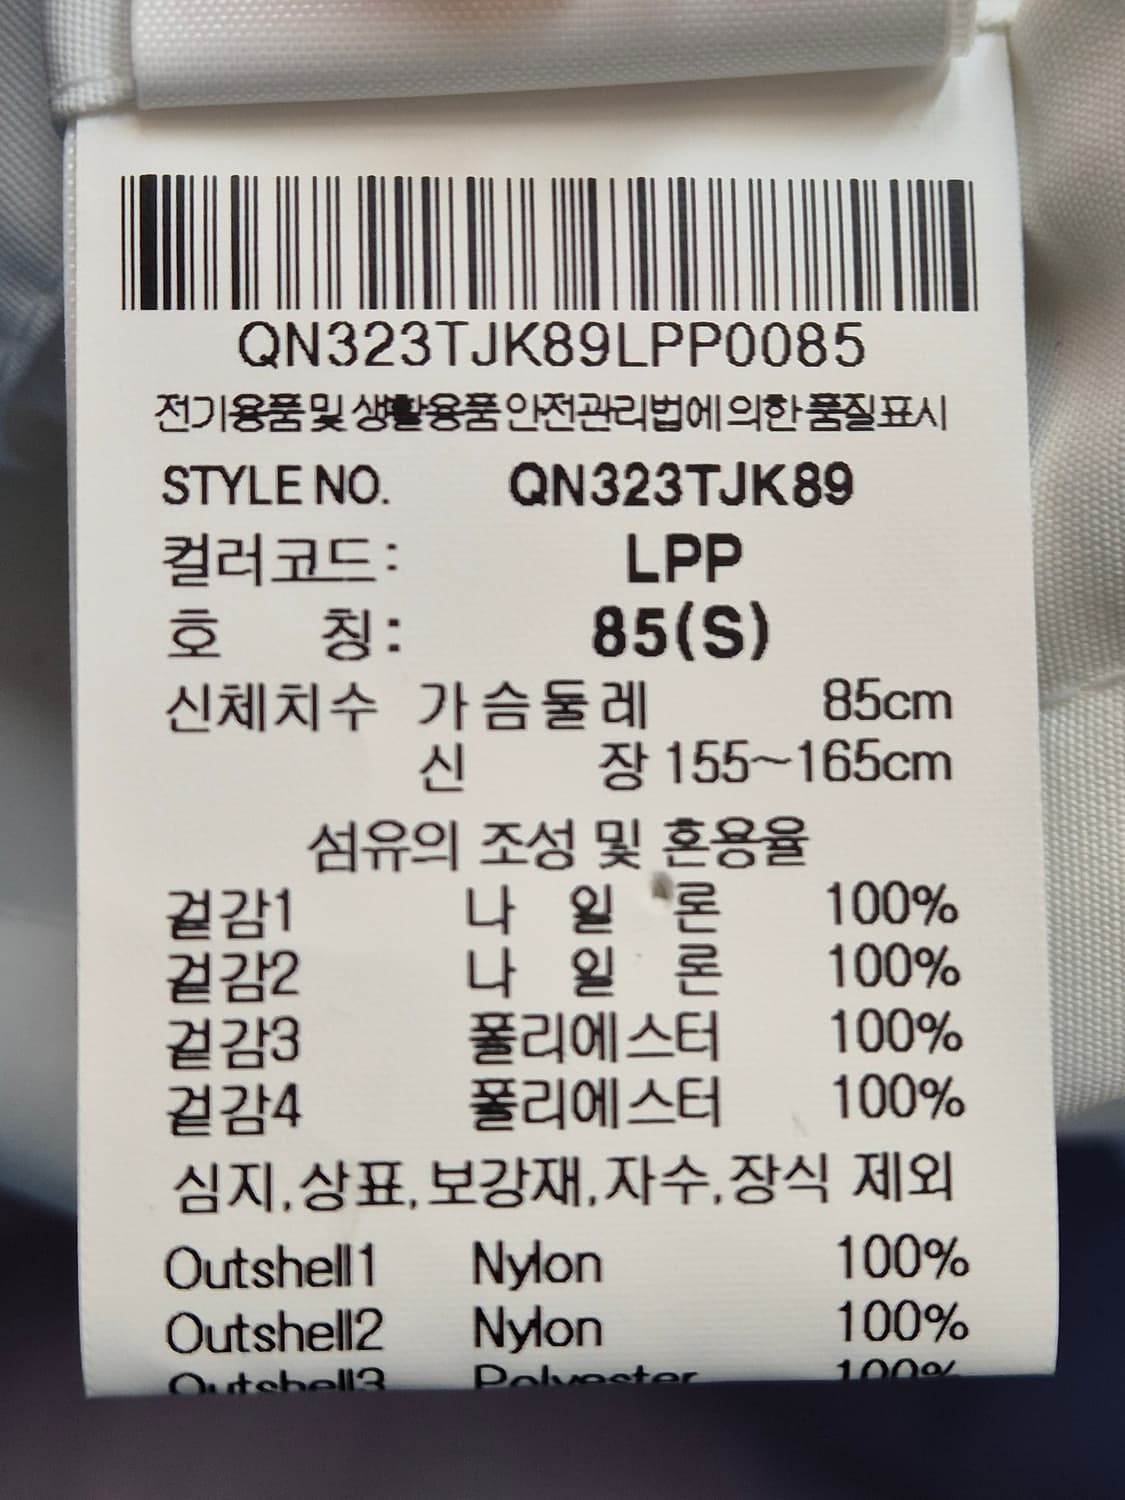 QN323TJK89LPP0085
전기용품 및 생활용품 안전관리법에 의한 품질표시
STYLE NO. QN323TJK89
컬러코드: LPP
호 칭: 85(S)
신체치수 가슴둘레 85cm
신 장 155~165cm
섬유의 조성 및 혼용율
겉감1 나 일 론 100%
겉감2 나 일 론 100%
겉감3 폴리에스터 100%
겉감4 폴리에스터 100%
심지,상표,보강재,자수,장식 제외
Outshell1 Nylon 100%
Outshell2 Nylon 100%
Outshell3 Polyester 100%